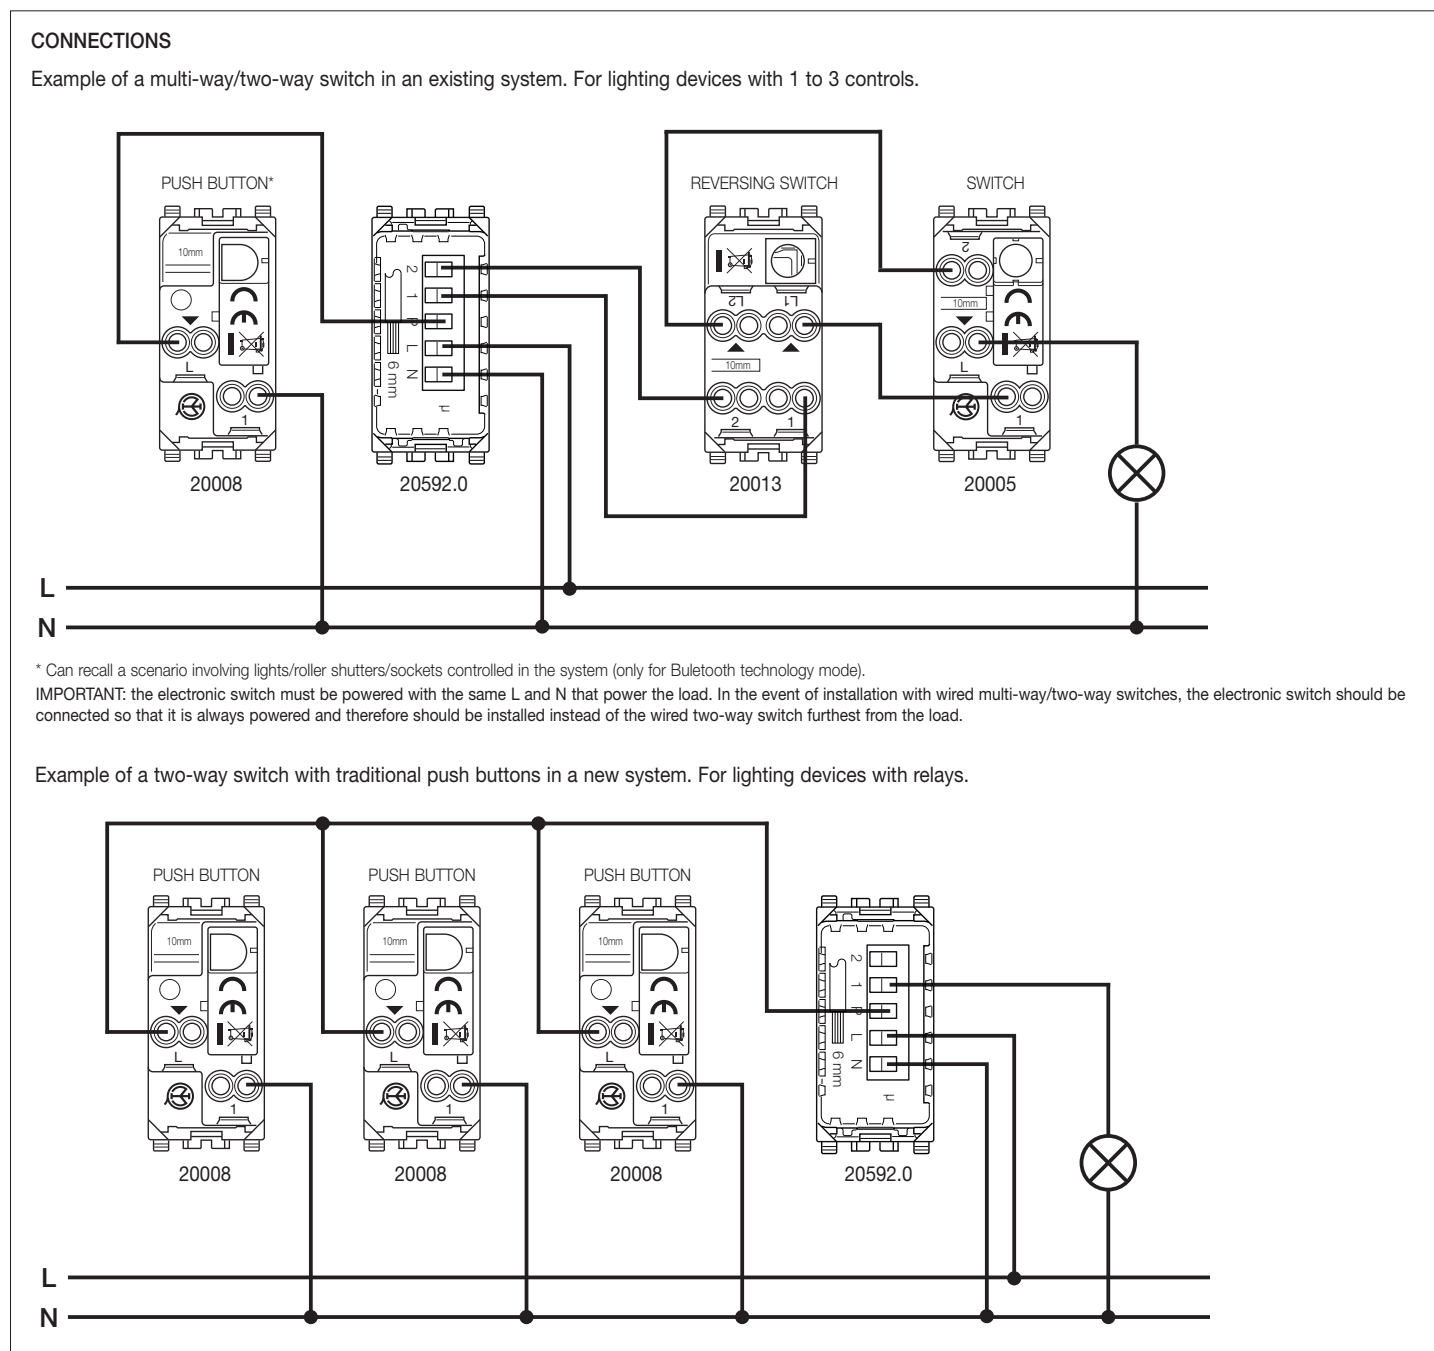 CONNECTIONS
Example of a multi-way/two-way switch in an existing system. For lighting devices with 1 to 3 controls.
PUSH BUTTON* REVERSING SWITCH SWITCH
10mm
L
1
2
1
P
L
N
6 mm
µ
L2 L1
10mm
2 1
2
10mm
L
1
20008 20592.0 20013 20005
L
N
* Can recall a scenario involving lights/roller shutters/sockets controlled in the system (only for Buletooth technology mode).
IMPORTANT: the electronic switch must be powered with the same L and N that power the load. In the event of installation with wired multi-way/two-way switches, the electronic switch should be
connected so that it is always powered and therefore should be installed instead of the wired two-way switch furthest from the load.
Example of a two-way switch with traditional push buttons in a new system. For lighting devices with relays.
PUSH BUTTON PUSH BUTTON PUSH BUTTON
10mm
L
1
10mm
L
1
10mm
L
1
2
1
P
L
N
6 mm
µ
20008 20008 20008 20592.0
L
N